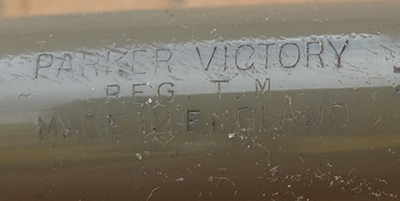 PARKER VICTORY
REG. T. M.
MADE IN ENGLAND